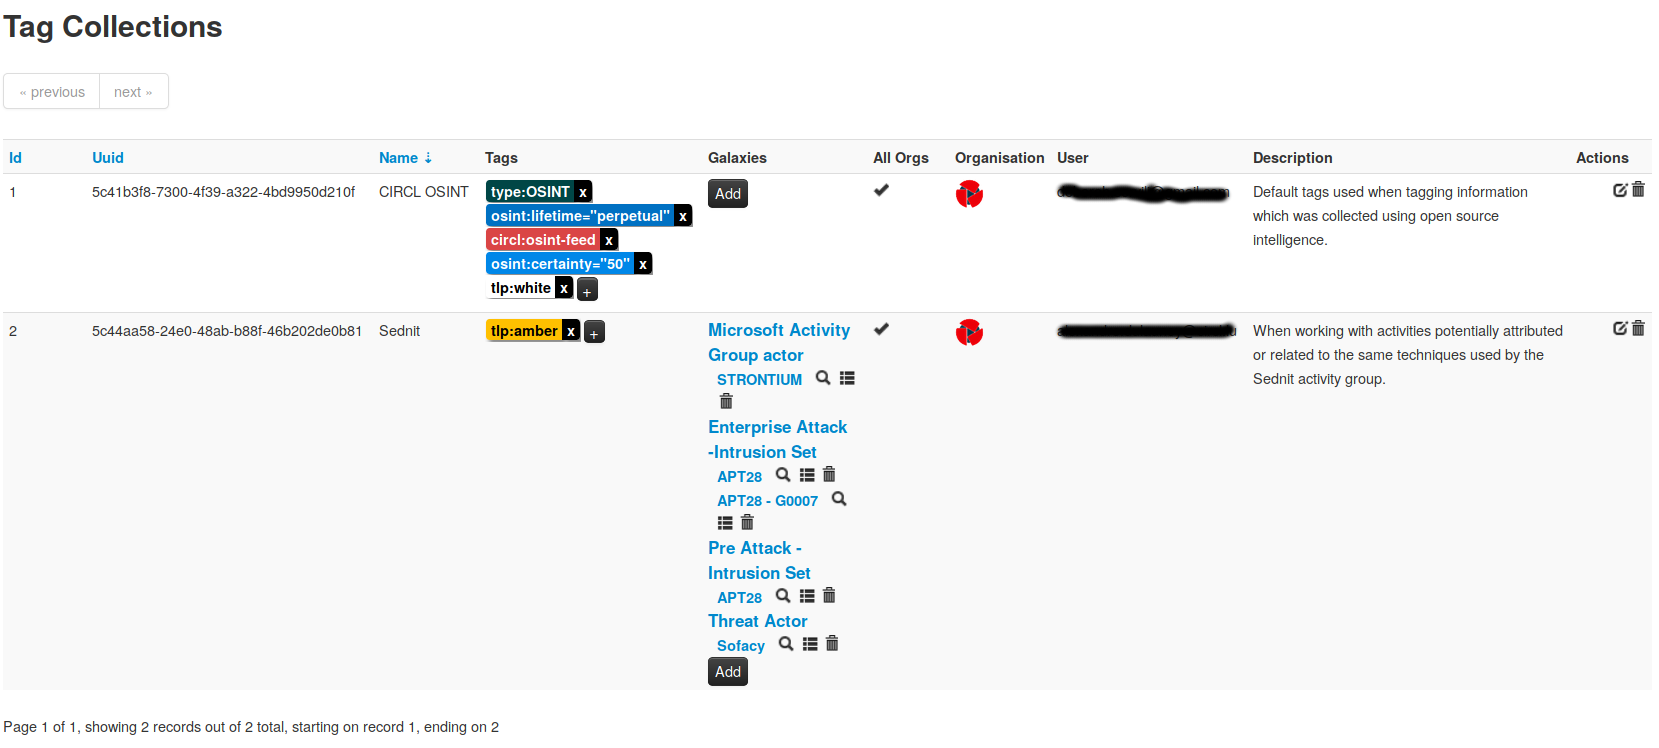 Tag Collections
« previous next »
Id Uuid Name ↓ Tags Galaxies All Orgs Organisation User Description Actions
1 5c41b3f8-7300-4f39-a322-4bd9950d210f CIRCL OSINT type:OSINT x Add Default tags used when tagging information
osint:lifetime="perpetual" x which was collected using open source
circl:osint-feed x intelligence.
osint:certainty="50" x
tlp:white x +
2 5c44aa58-24e0-48ab-b88f-46b202de0b81 Sednit tlp:amber x + Microsoft Activity When working with activities potentially attributed
Group actor or related to the same techniques used by the
STRONTIUM Sednit activity group.
Enterprise Attack
-Intrusion Set
APT28
APT28 - G0007
Pre Attack -
Intrusion Set
APT28
Threat Actor
Sofacy
Add
Page 1 of 1, showing 2 records out of 2 total, starting on record 1, ending on 2